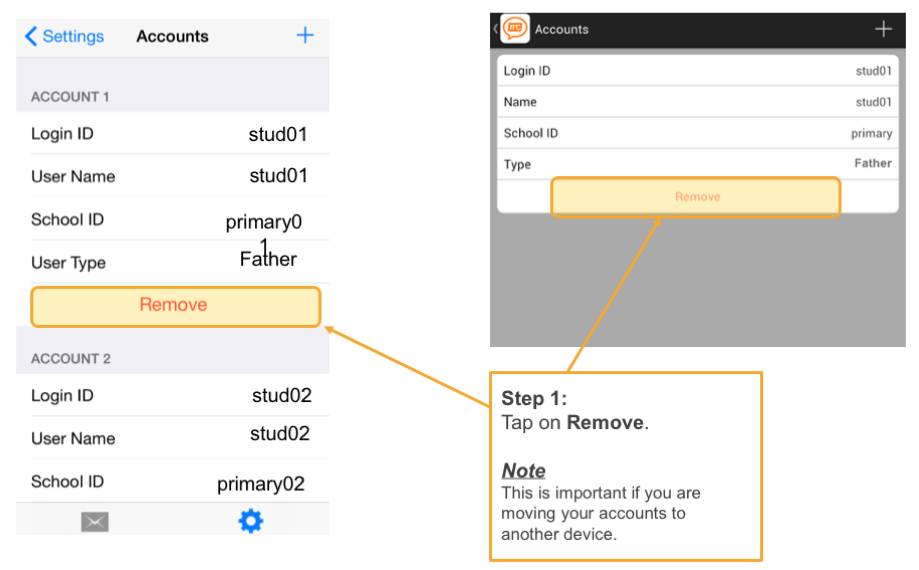 Settings Accounts +
ACCOUNT 1
Login ID stud01
User Name stud01
School ID primary0
1
User Type Father
Remove
ACCOUNT 2
Login ID stud02
User Name stud02
School ID primary02
Accounts +
Login ID stud01
Name stud01
School ID primary
Type Father
Remove
Step 1:
Tap on Remove.
Note
This is important if you are
moving your accounts to
another device.